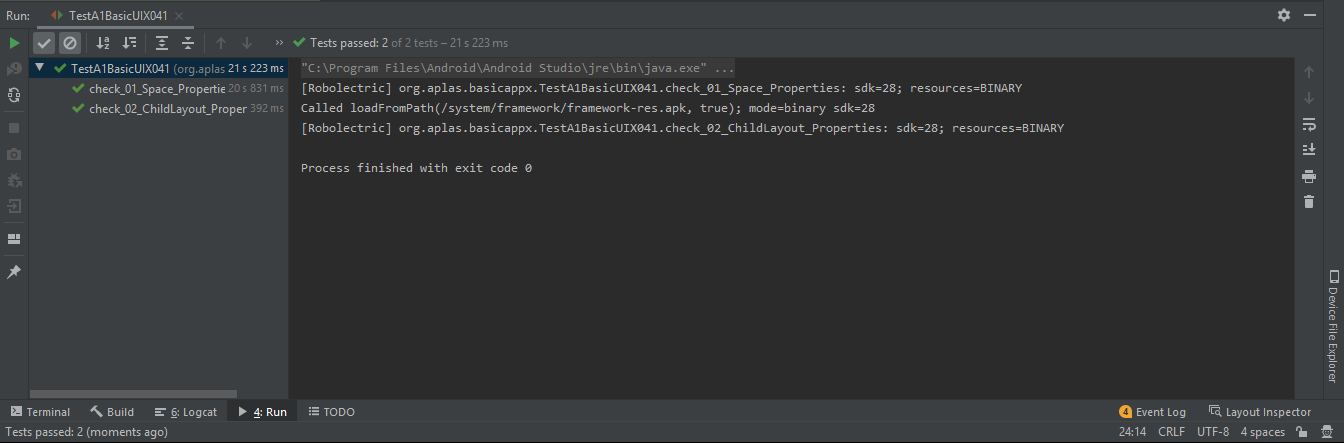 Run: TestA1BasicUIX041
Tests passed: 2 of 2 tests – 21 s 223 ms
TestA1BasicUIX041 (org.aplas 21 s 223 ms
check_01_Space_Propertie 20 s 831 ms
check_02_ChildLayout_Proper 392 ms
"C:\Program Files\Android\Android Studio\jre\bin\java.exe" ...
[Robolectric] org.aplas.basicappx.TestA1BasicUIX041.check_01_Space_Properties: sdk=28; resources=BINARY
Called loadFromPath(/system/framework/framework-res.apk, true); mode=binary sdk=28
[Robolectric] org.aplas.basicappx.TestA1BasicUIX041.check_02_ChildLayout_Properties: sdk=28; resources=BINARY
Process finished with exit code 0
Device File Explorer
Terminal Build 6: Logcat 4: Run TODO 4 Event Log Layout Inspector
Tests passed: 2 (moments ago) 24:14 CRLF UTF-8 4 spaces